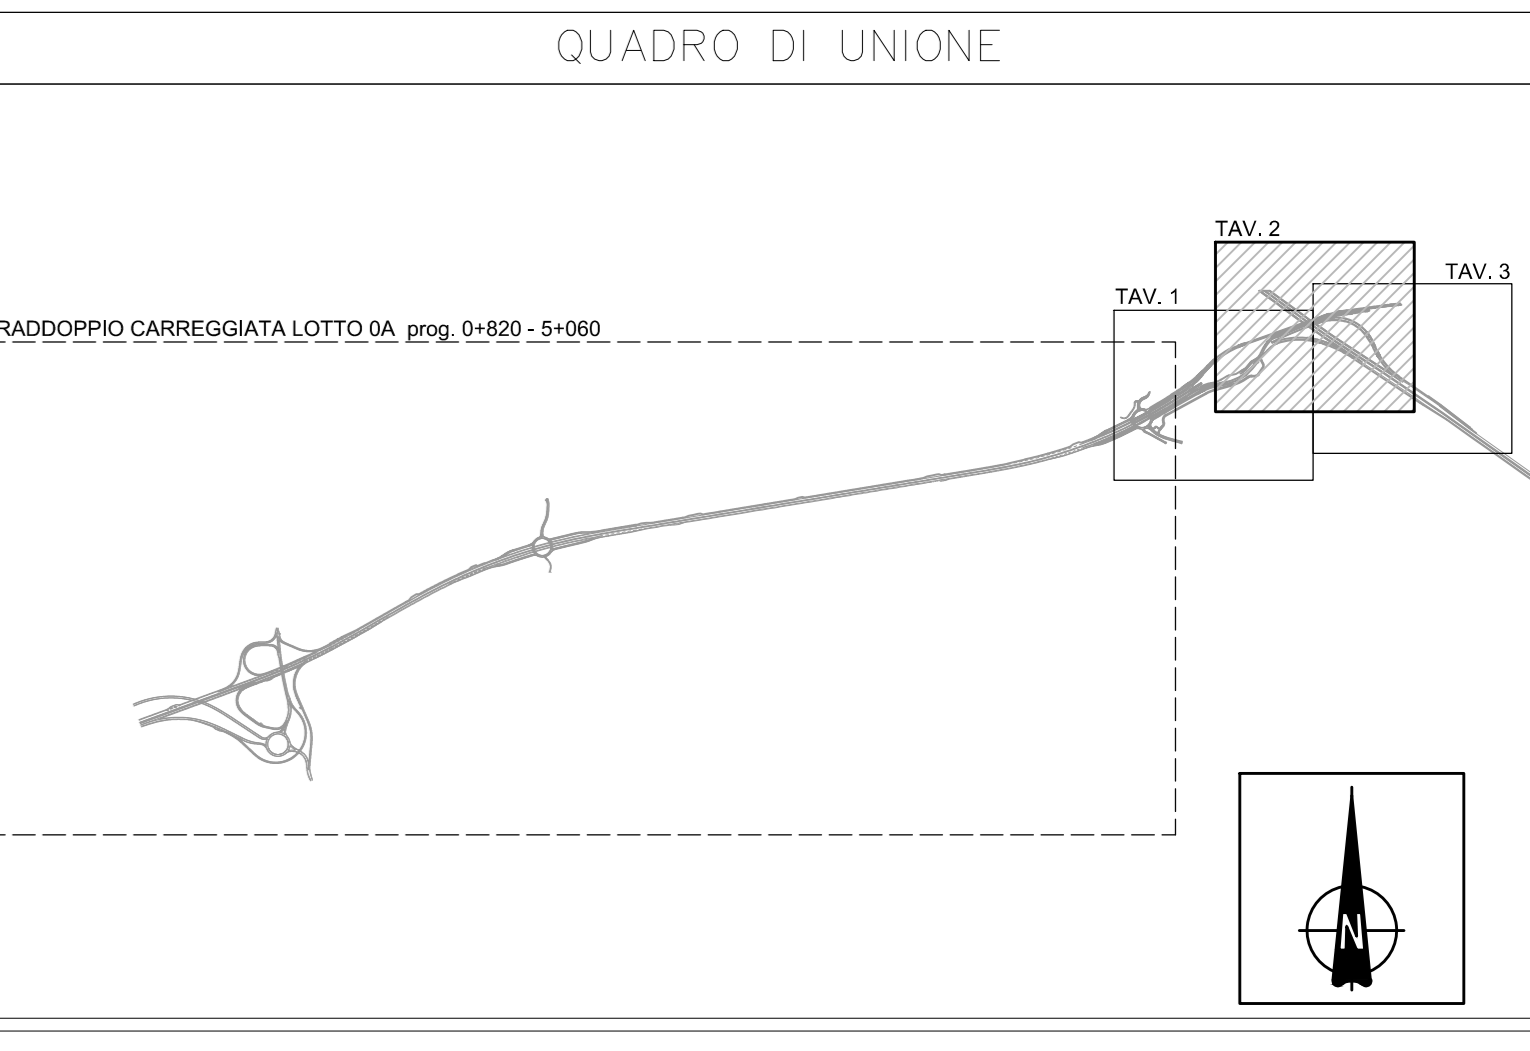 QUADRO DI UNIONE
TAV. 2
TAV. 3
TAV. 1
RADDOPPIO CARREGGIATA LOTTO 0A prog. 0+820 - 5+060
N